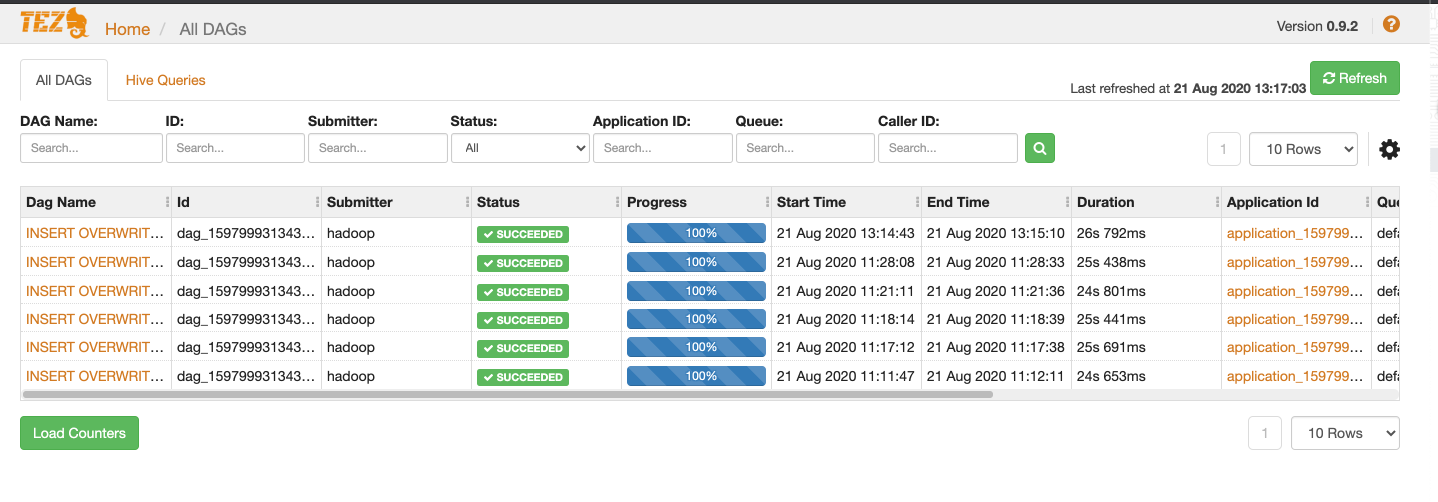 TEZ Home / All DAGs Version 0.9.2 ?
All DAGs Hive Queries Last refreshed at 21 Aug 2020 13:17:03 Refresh
DAG Name: ID: Submitter: Status: Application ID: Queue: Caller ID:
Search... Search... Search... All Search... Search... Search... 1 10 Rows
Dag Name Id Submitter Status Progress Start Time End Time Duration Application Id Que
INSERT OVERWRIT... dag_159799931343... hadoop SUCCEEDED 100% 21 Aug 2020 13:14:43 21 Aug 2020 13:15:10 26s 792ms application_159799... defa
INSERT OVERWRIT... dag_159799931343... hadoop SUCCEEDED 100% 21 Aug 2020 11:28:08 21 Aug 2020 11:28:33 25s 438ms application_159799... defa
INSERT OVERWRIT... dag_159799931343... hadoop SUCCEEDED 100% 21 Aug 2020 11:21:11 21 Aug 2020 11:21:36 24s 801ms application_159799... defa
INSERT OVERWRIT... dag_159799931343... hadoop SUCCEEDED 100% 21 Aug 2020 11:18:14 21 Aug 2020 11:18:39 25s 441ms application_159799... defa
INSERT OVERWRIT... dag_159799931343... hadoop SUCCEEDED 100% 21 Aug 2020 11:17:12 21 Aug 2020 11:17:38 25s 691ms application_159799... defa
INSERT OVERWRIT... dag_159799931343... hadoop SUCCEEDED 100% 21 Aug 2020 11:11:47 21 Aug 2020 11:12:11 24s 653ms application_159799... defa
Load Counters 1 10 Rows